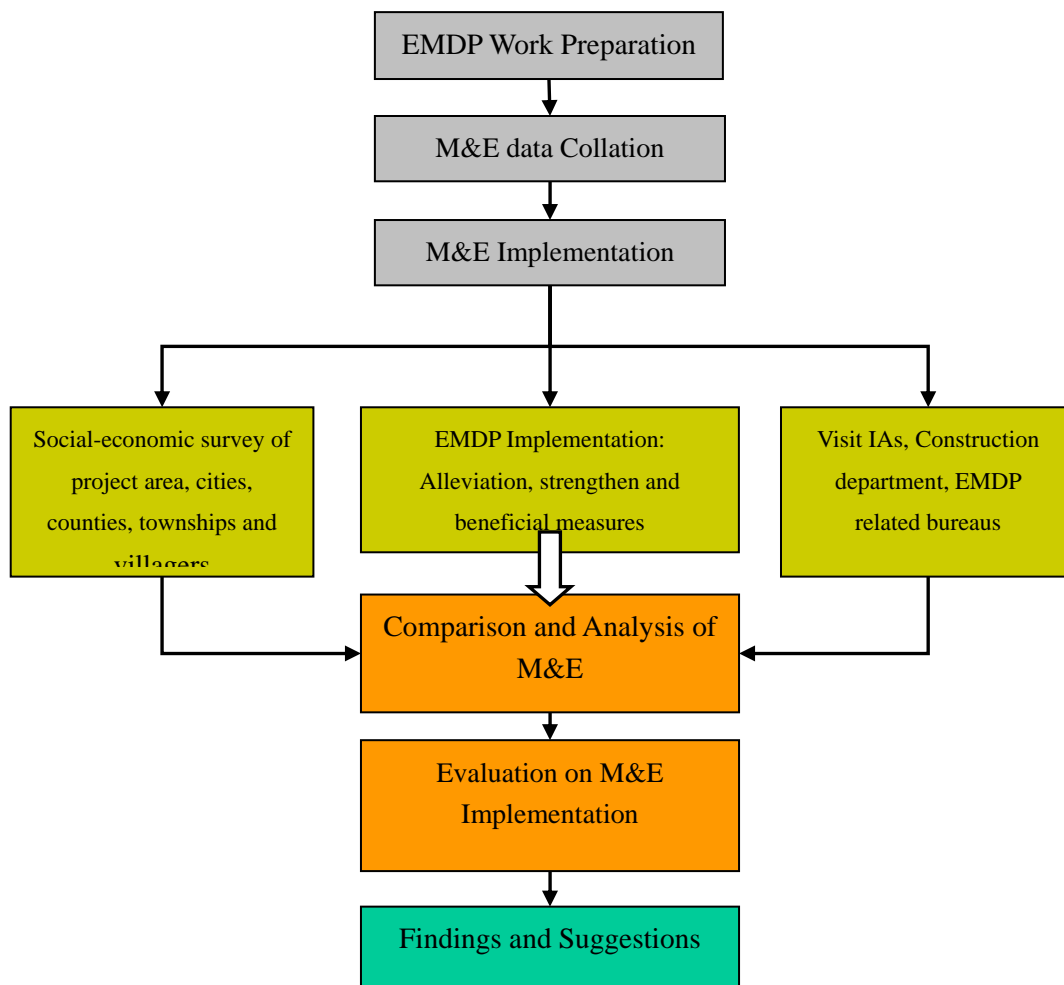 EMDP Work Preparation
M&E data Collation
M&E Implementation
Social-economic survey of
project area, cities,
counties, townships and
villagers
EMDP Implementation:
Alleviation, strengthen and
beneficial measures
Visit IAs, Construction
department, EMDP
related bureaus
Comparison and Analysis of
M&E
Evaluation on M&E
Implementation
Findings and Suggestions